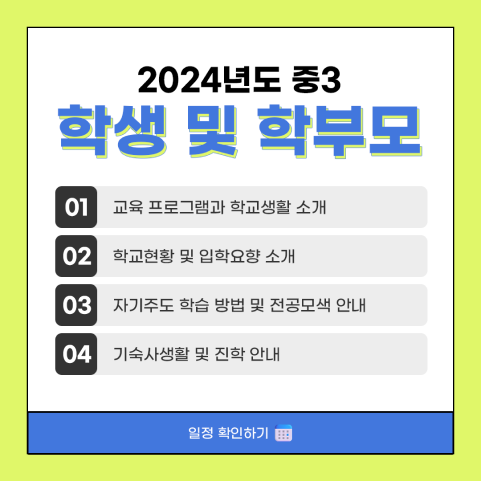 2024년도 중3
학생 및 학부모
01 교육 프로그램과 학교생활 소개
02 학교현황 및 입학요향 소개
03 자기주도 학습 방법 및 전공모색 안내
04 기숙사생활 및 진학 안내
일정 확인하기